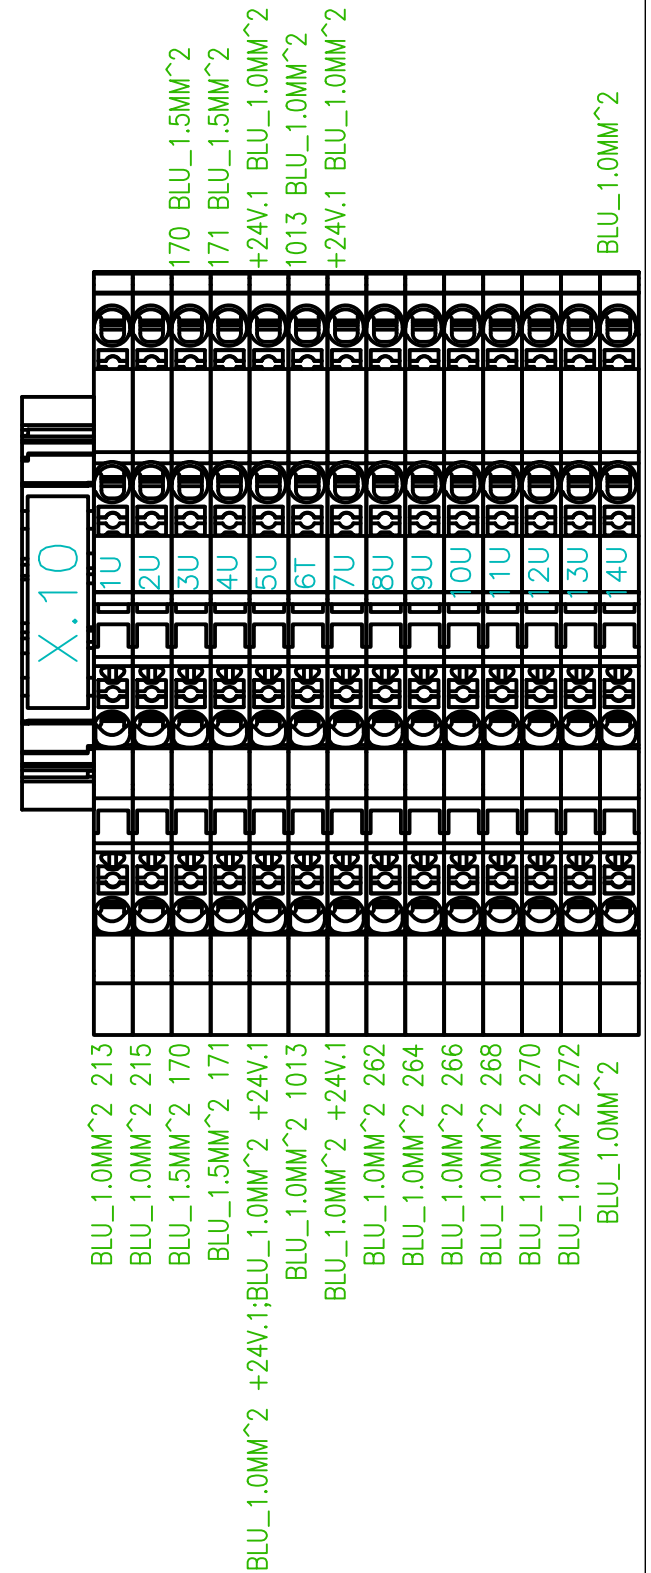 170 BLU_1.5MM^2
171 BLU_1.5MM^2
+24V.1 BLU_1.0MM^2
1013 BLU_1.0MM^2
+24V.1 BLU_1.0MM^2
BLU_1.0MM^2
X.10
1U
2U
3U
4U
5U
6T
7U
8U
9U
10U
11U
12U
13U
14U
BLU_1.0MM^2 213
BLU_1.0MM^2 215
BLU_1.5MM^2 170
BLU_1.5MM^2 171
BLU_1.0MM^2 +24V.1;BLU_1.0MM^2 +24V.1
BLU_1.0MM^2 1013
BLU_1.0MM^2 +24V.1
BLU_1.0MM^2 262
BLU_1.0MM^2 264
BLU_1.0MM^2 266
BLU_1.0MM^2 268
BLU_1.0MM^2 270
BLU_1.0MM^2 272
BLU_1.0MM^2